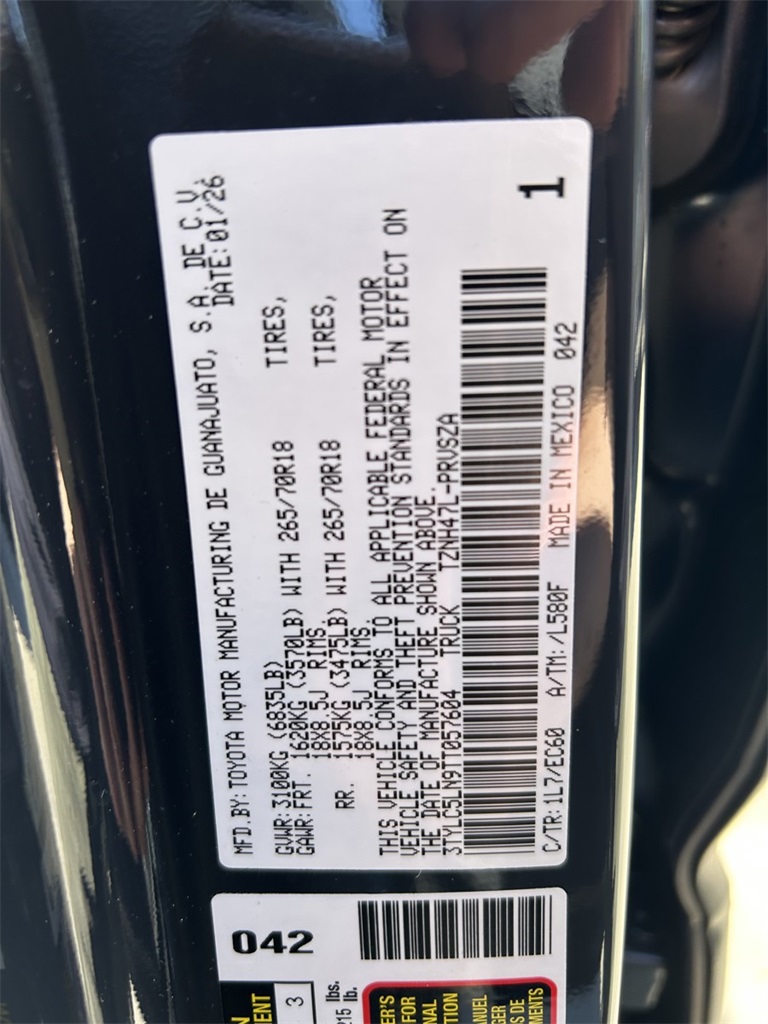 MFD.BY:TOYOTA MOTOR MANUFACTURING DE GUANAJUATO, S.A. DE C.V.
DATE:01/26
GVWR:3100KG (6835LB)
GAWR:FRT. 1620KG (3570LB) WITH 265/70R18 TIRES,
18X8.5J RIMS
RR. 1575KG (3475LB) WITH 265/70R18 TIRES,
18X8.5J RIMS
THIS VEHICLE CONFORMS TO ALL APPLICABLE FEDERAL MOTOR
VEHICLE SAFETY AND THEFT PREVENTION STANDARDS IN EFFECT ON
THE DATE OF MANUFACTURE SHOWN ABOVE.
3TYLC5LN9TT057604 TRUCK TZNH47L-PRVSZA
1
C/TR:1L7/EC60 A/TM:/L580F MADE IN MEXICO 042
042
3
lbs.
215 lb.